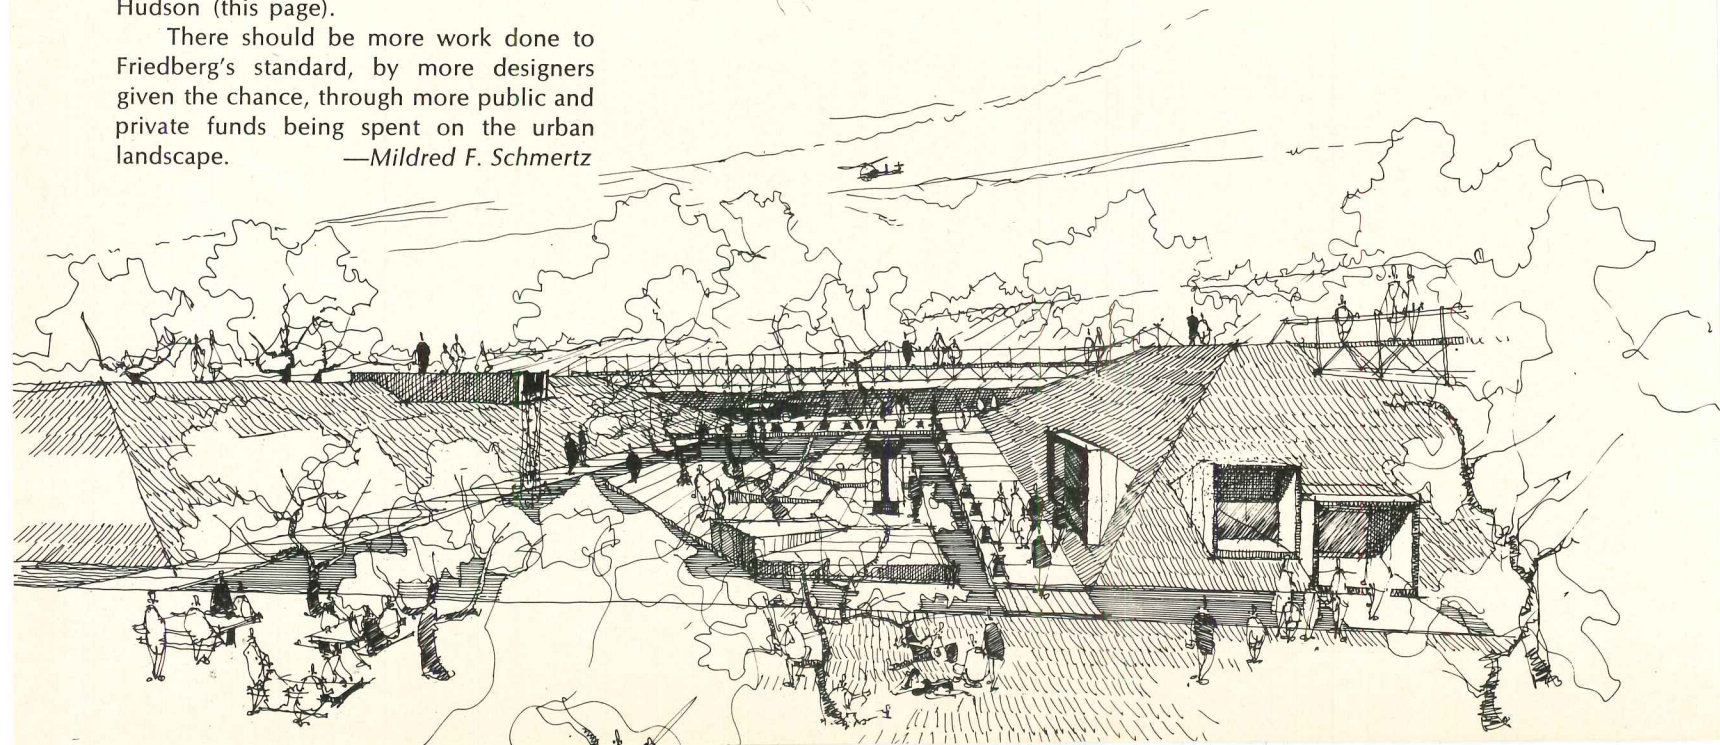 Hudson (this page).
There should be more work done to
Friedberg's standard, by more designers
given the chance, through more public and
private funds being spent on the urban
landscape. —Mildred F. Schmertz